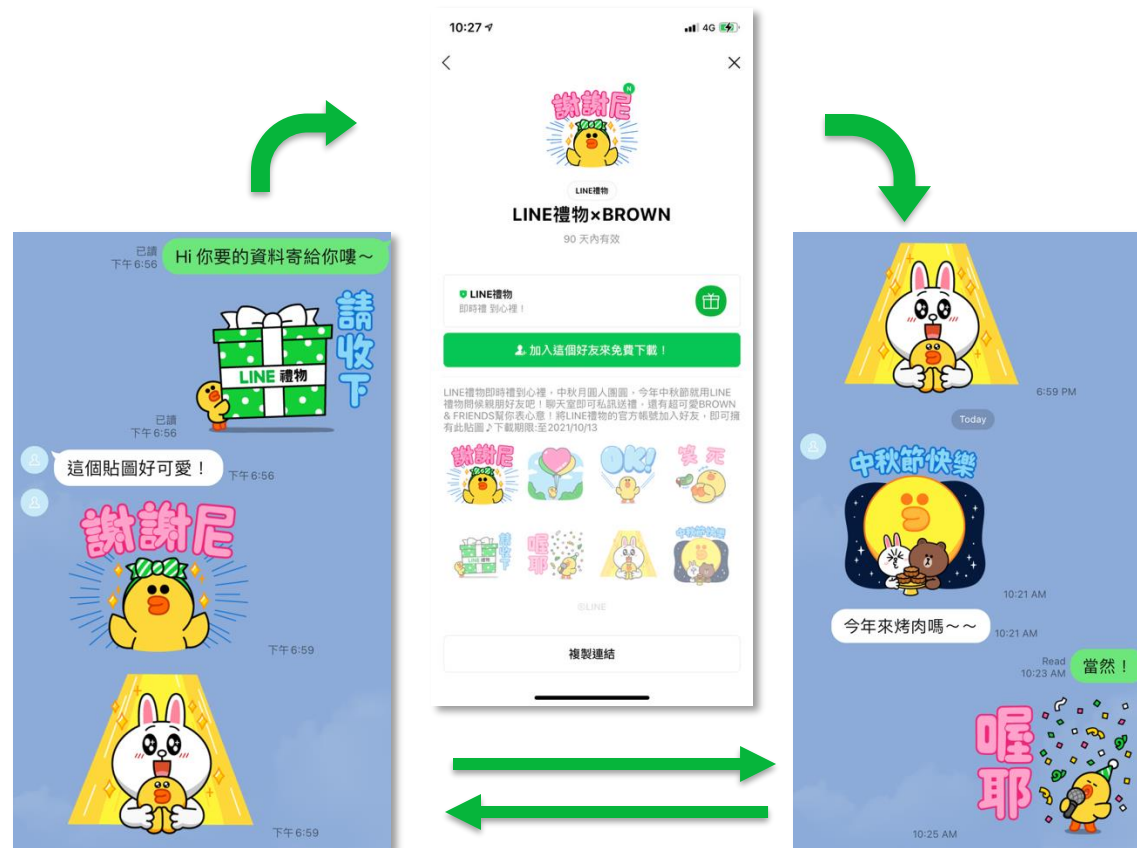 已讀
下午 6:56
Hi 你要的資料寄給你嘍～
請收下
LINE 禮物
已讀
下午 6:56
這個貼圖好可愛！
下午 6:56
謝謝尼
下午 6:59
下午 6:59
10:27
4G
N
謝謝尼
LINE禮物
LINE禮物×BROWN
90 天內有效
LINE禮物
即時禮 到心裡！
加入這個好友來免費下載！
LINE禮物即時禮到心裡，中秋月圓人團圓，今年中秋節就用LINE
禮物問候親朋好友吧！聊天室即可私訊送禮，還有超可愛BROWN
& FRIENDS幫你表心意！將LINE禮物的官方帳號加入好友，即可擁
有此貼圖♪下載期限:至2021/10/13
謝謝尼
OK!
笑死
請收下
LINE 禮物
喔耶
中秋節快樂
©LINE
複製連結
6:59 PM
Today
中秋節快樂
10:21 AM
今年來烤肉嗎～～
10:21 AM
Read
10:23 AM
當然！
喔耶
10:25 AM